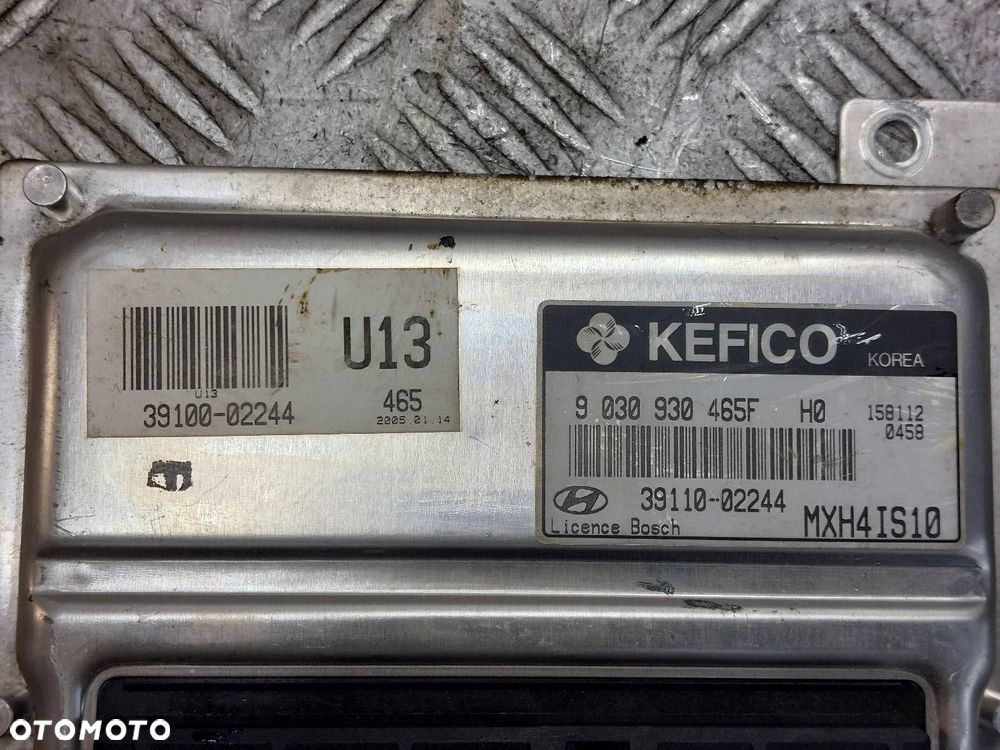 U13
U13
39100-02244
465
2005.01.14
KEFICO
KOREA
9 030 930 465F H0
158112
0458
39110-02244
Licence Bosch
MXH4IS10
OTOMOTO